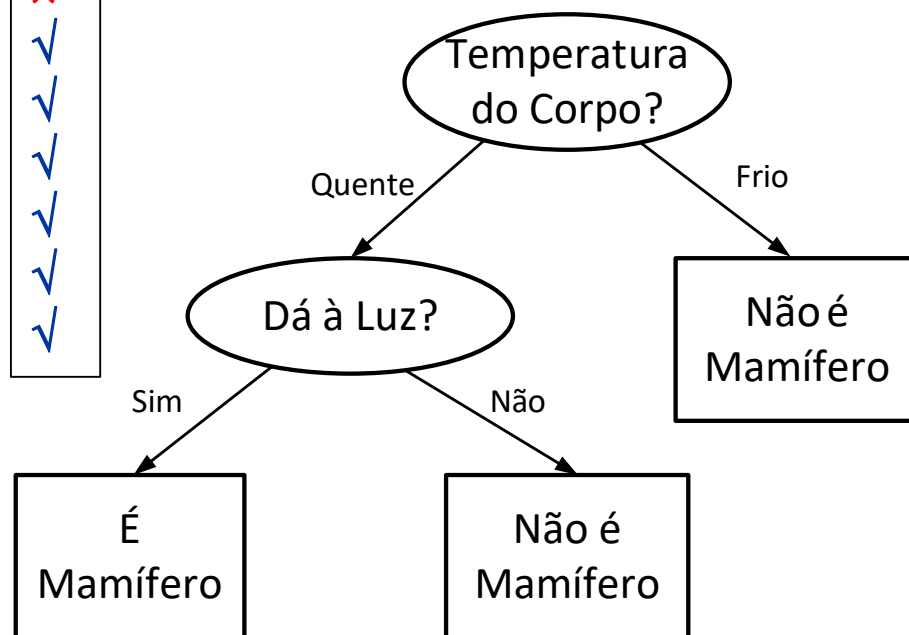 Temperatura
do Corpo?
Quente
Frio
Dá à Luz?
Não é
Mamífero
Sim
Não
É
Mamífero
Não é
Mamífero